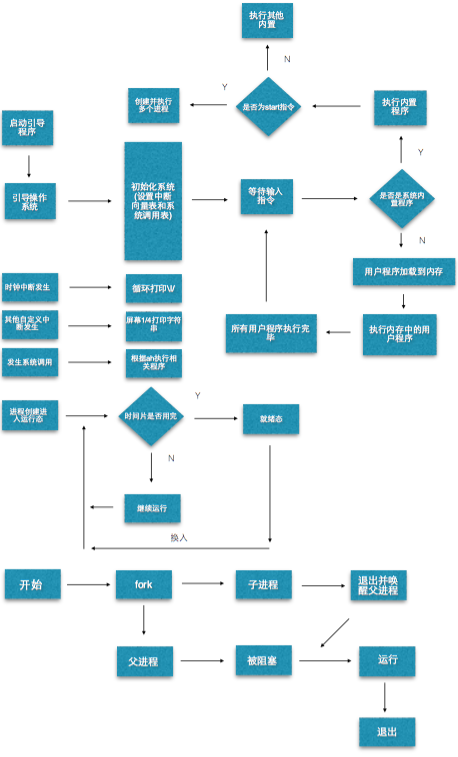 执行其他
内置
N
Y
创建并执行
多个进程
是否为start指令
执行内置
程序
启动引导
程序
Y
引导操作
系统
初始化系统
(设置中断
向量表和系
统调用表)
等待输入
指令
是否是系统内
置程序
N
用户程序加载到内存
时钟中断发生
循环打印\|/
其他自定义中
断发生
屏幕1/4打印字符
串
所有用户程序执行完
毕
执行内存中的用
户程序
发生系统调用
根据ah执行相
关程序
进程创建进
入运行态
时间片是否用完
Y
就绪态
N
继续运行
换入
开始
fork
子进程
退出并唤
醒父进程
父进程
被阻塞
运行
退出